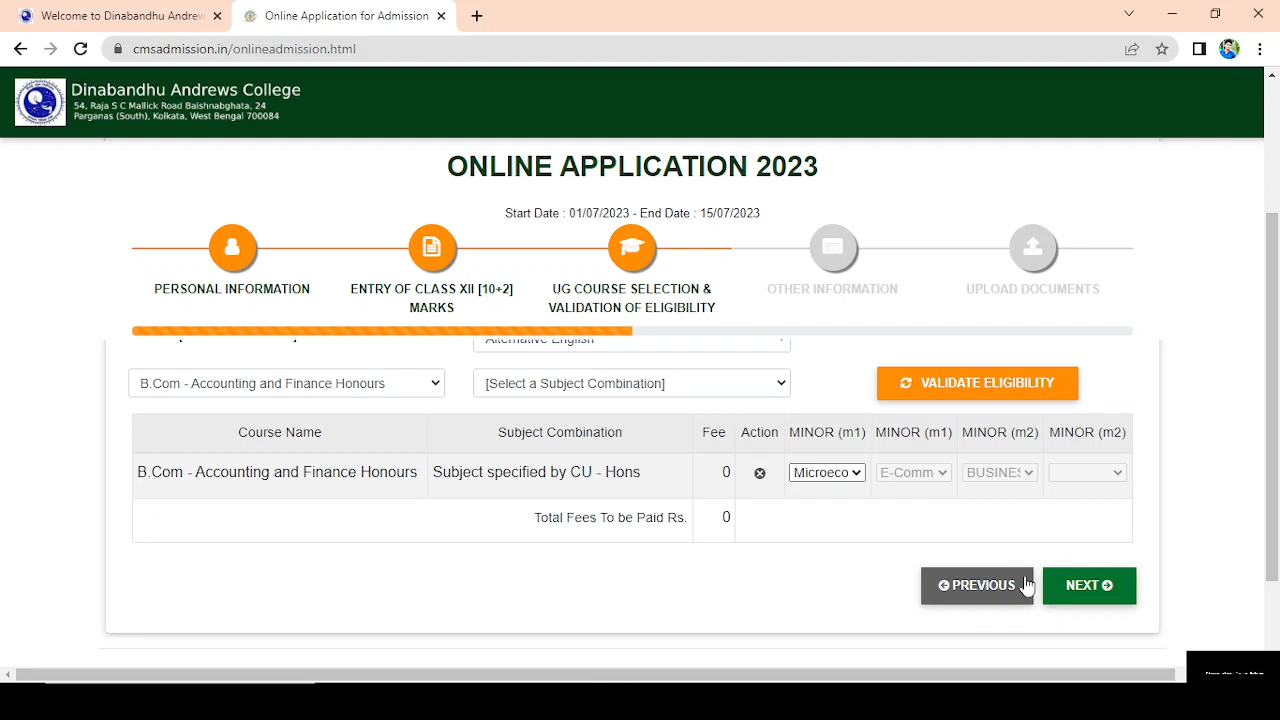 Welcome to Dinabandhu Andrew
Online Application for Admission
cmsadmission.in/onlineadmission.html
Dinabandhu Andrews College
54, Raja S C Mallick Road Baishnabghata, 24
Parganas (South), Kolkata, West Bengal 700084
ONLINE APPLICATION 2023
Start Date : 01/07/2023 - End Date : 15/07/2023
PERSONAL INFORMATION
ENTRY OF CLASS XII [10+2]
MARKS
UG COURSE SELECTION &
VALIDATION OF ELIGIBILITY
OTHER INFORMATION
UPLOAD DOCUMENTS
Alternative English
B.Com - Accounting and Finance Honours
[Select a Subject Combination]
VALIDATE ELIGIBILITY
Course Name Subject Combination Fee Action MINOR (m1) MINOR (m1) MINOR (m2) MINOR (m2)
B.Com - Accounting and Finance Honours Subject specified by CU - Hons 0 Microeco E-Comm BUSINES
Total Fees To be Paid Rs. 0
PREVIOUS
NEXT